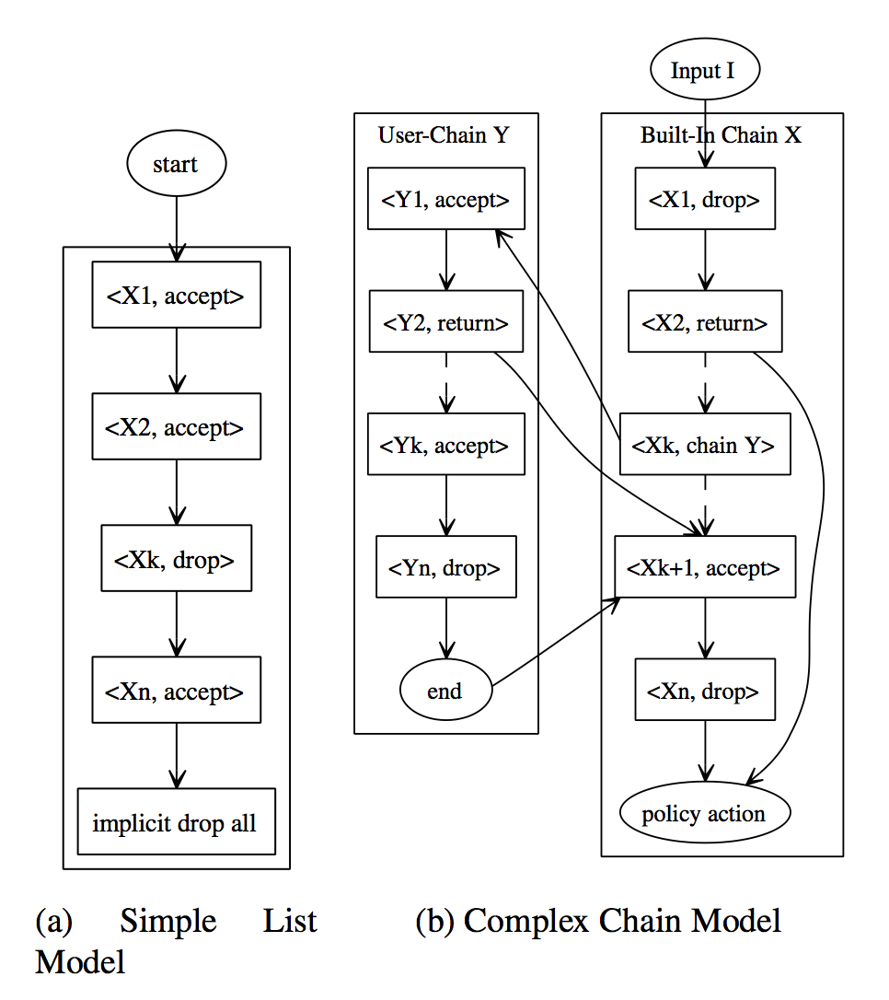 start
<X1, accept>
<X2, accept>
<Xk, drop>
<Xn, accept>
implicit drop all
(a) Simple List
Model
User-Chain Y
<Y1, accept>
<Y2, return>
<Yk, accept>
<Yn, drop>
end
Input I
Built-In Chain X
<X1, drop>
<X2, return>
<Xk, chain Y>
<Xk+1, accept>
<Xn, drop>
policy action
(b) Complex Chain Model